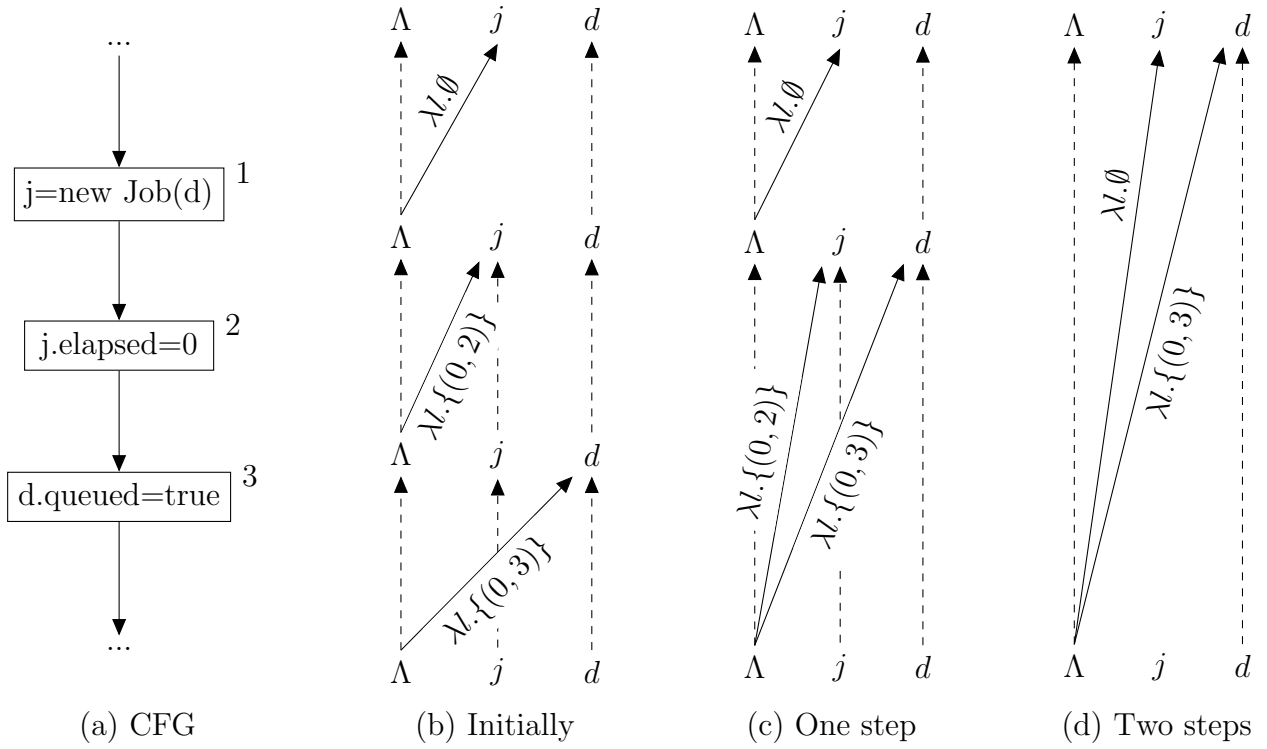 ...
j=new Job(d) 1
j.elapsed=0 2
d.queued=true 3
...
(a) CFG
Λ j d
λl.∅
Λ j d
λl.{(0, 2)}
Λ j d
λl.{(0, 3)}
Λ j d
(b) Initially
Λ j d
λl.∅
Λ j d
λl.{(0, 2)}
λl.{(0, 3)}
Λ j d
(c) One step
Λ j d
λl.∅
λl.{(0, 3)}
Λ j d
(d) Two steps